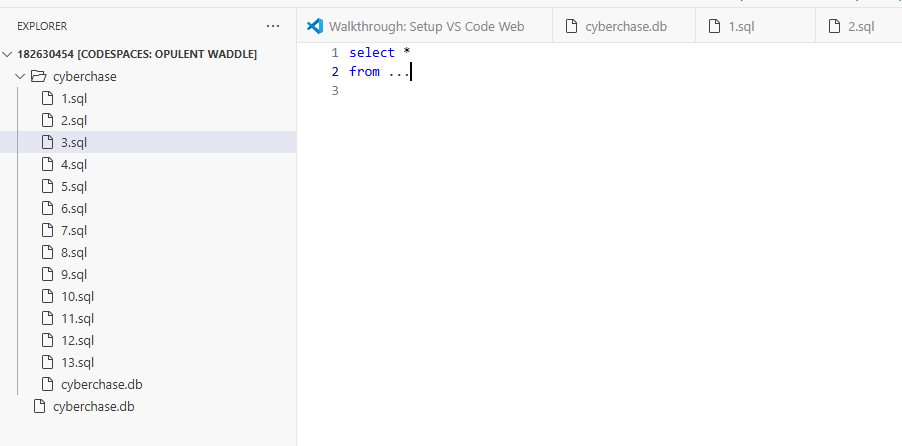 EXPLORER
182630454 [CODESPACES: OPULENT WADDLE]
cyberchase
1.sql
2.sql
3.sql
4.sql
5.sql
6.sql
7.sql
8.sql
9.sql
10.sql
11.sql
12.sql
13.sql
cyberchase.db
cyberchase.db
Walkthrough: Setup VS Code Web
cyberchase.db
1.sql
2.sql
1 select *
2 from ...
3